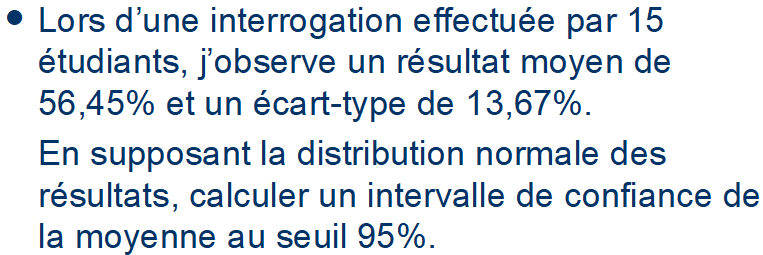 • Lors d’une interrogation effectuée par 15
étudiants, j’observe un résultat moyen de
56,45% et un écart-type de 13,67%.
En supposant la distribution normale des
résultats, calculer un intervalle de confiance de
la moyenne au seuil 95%.